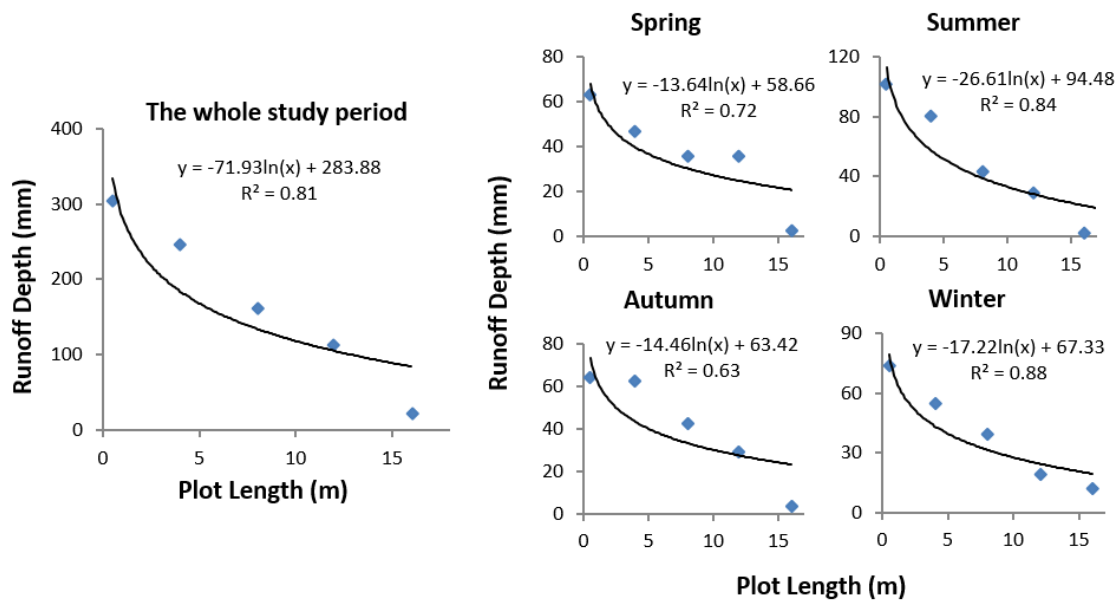 The whole study period
y = -71.93ln(x) + 283.88
R² = 0.81
Runoff Depth (mm)
400
300
200
100
0
0 5 10 15
Plot Length (m)
Spring
y = -13.64ln(x) + 58.66
R² = 0.72
80
60
40
20
0
0 5 10 15
Summer
y = -26.61ln(x) + 94.48
R² = 0.84
120
80
40
0
0 5 10 15
Runoff Depth (mm)
Autumn
y = -14.46ln(x) + 63.42
R² = 0.63
80
60
40
20
0
0 5 10 15
Winter
y = -17.22ln(x) + 67.33
R² = 0.88
90
60
30
0
0 5 10 15
Plot Length (m)